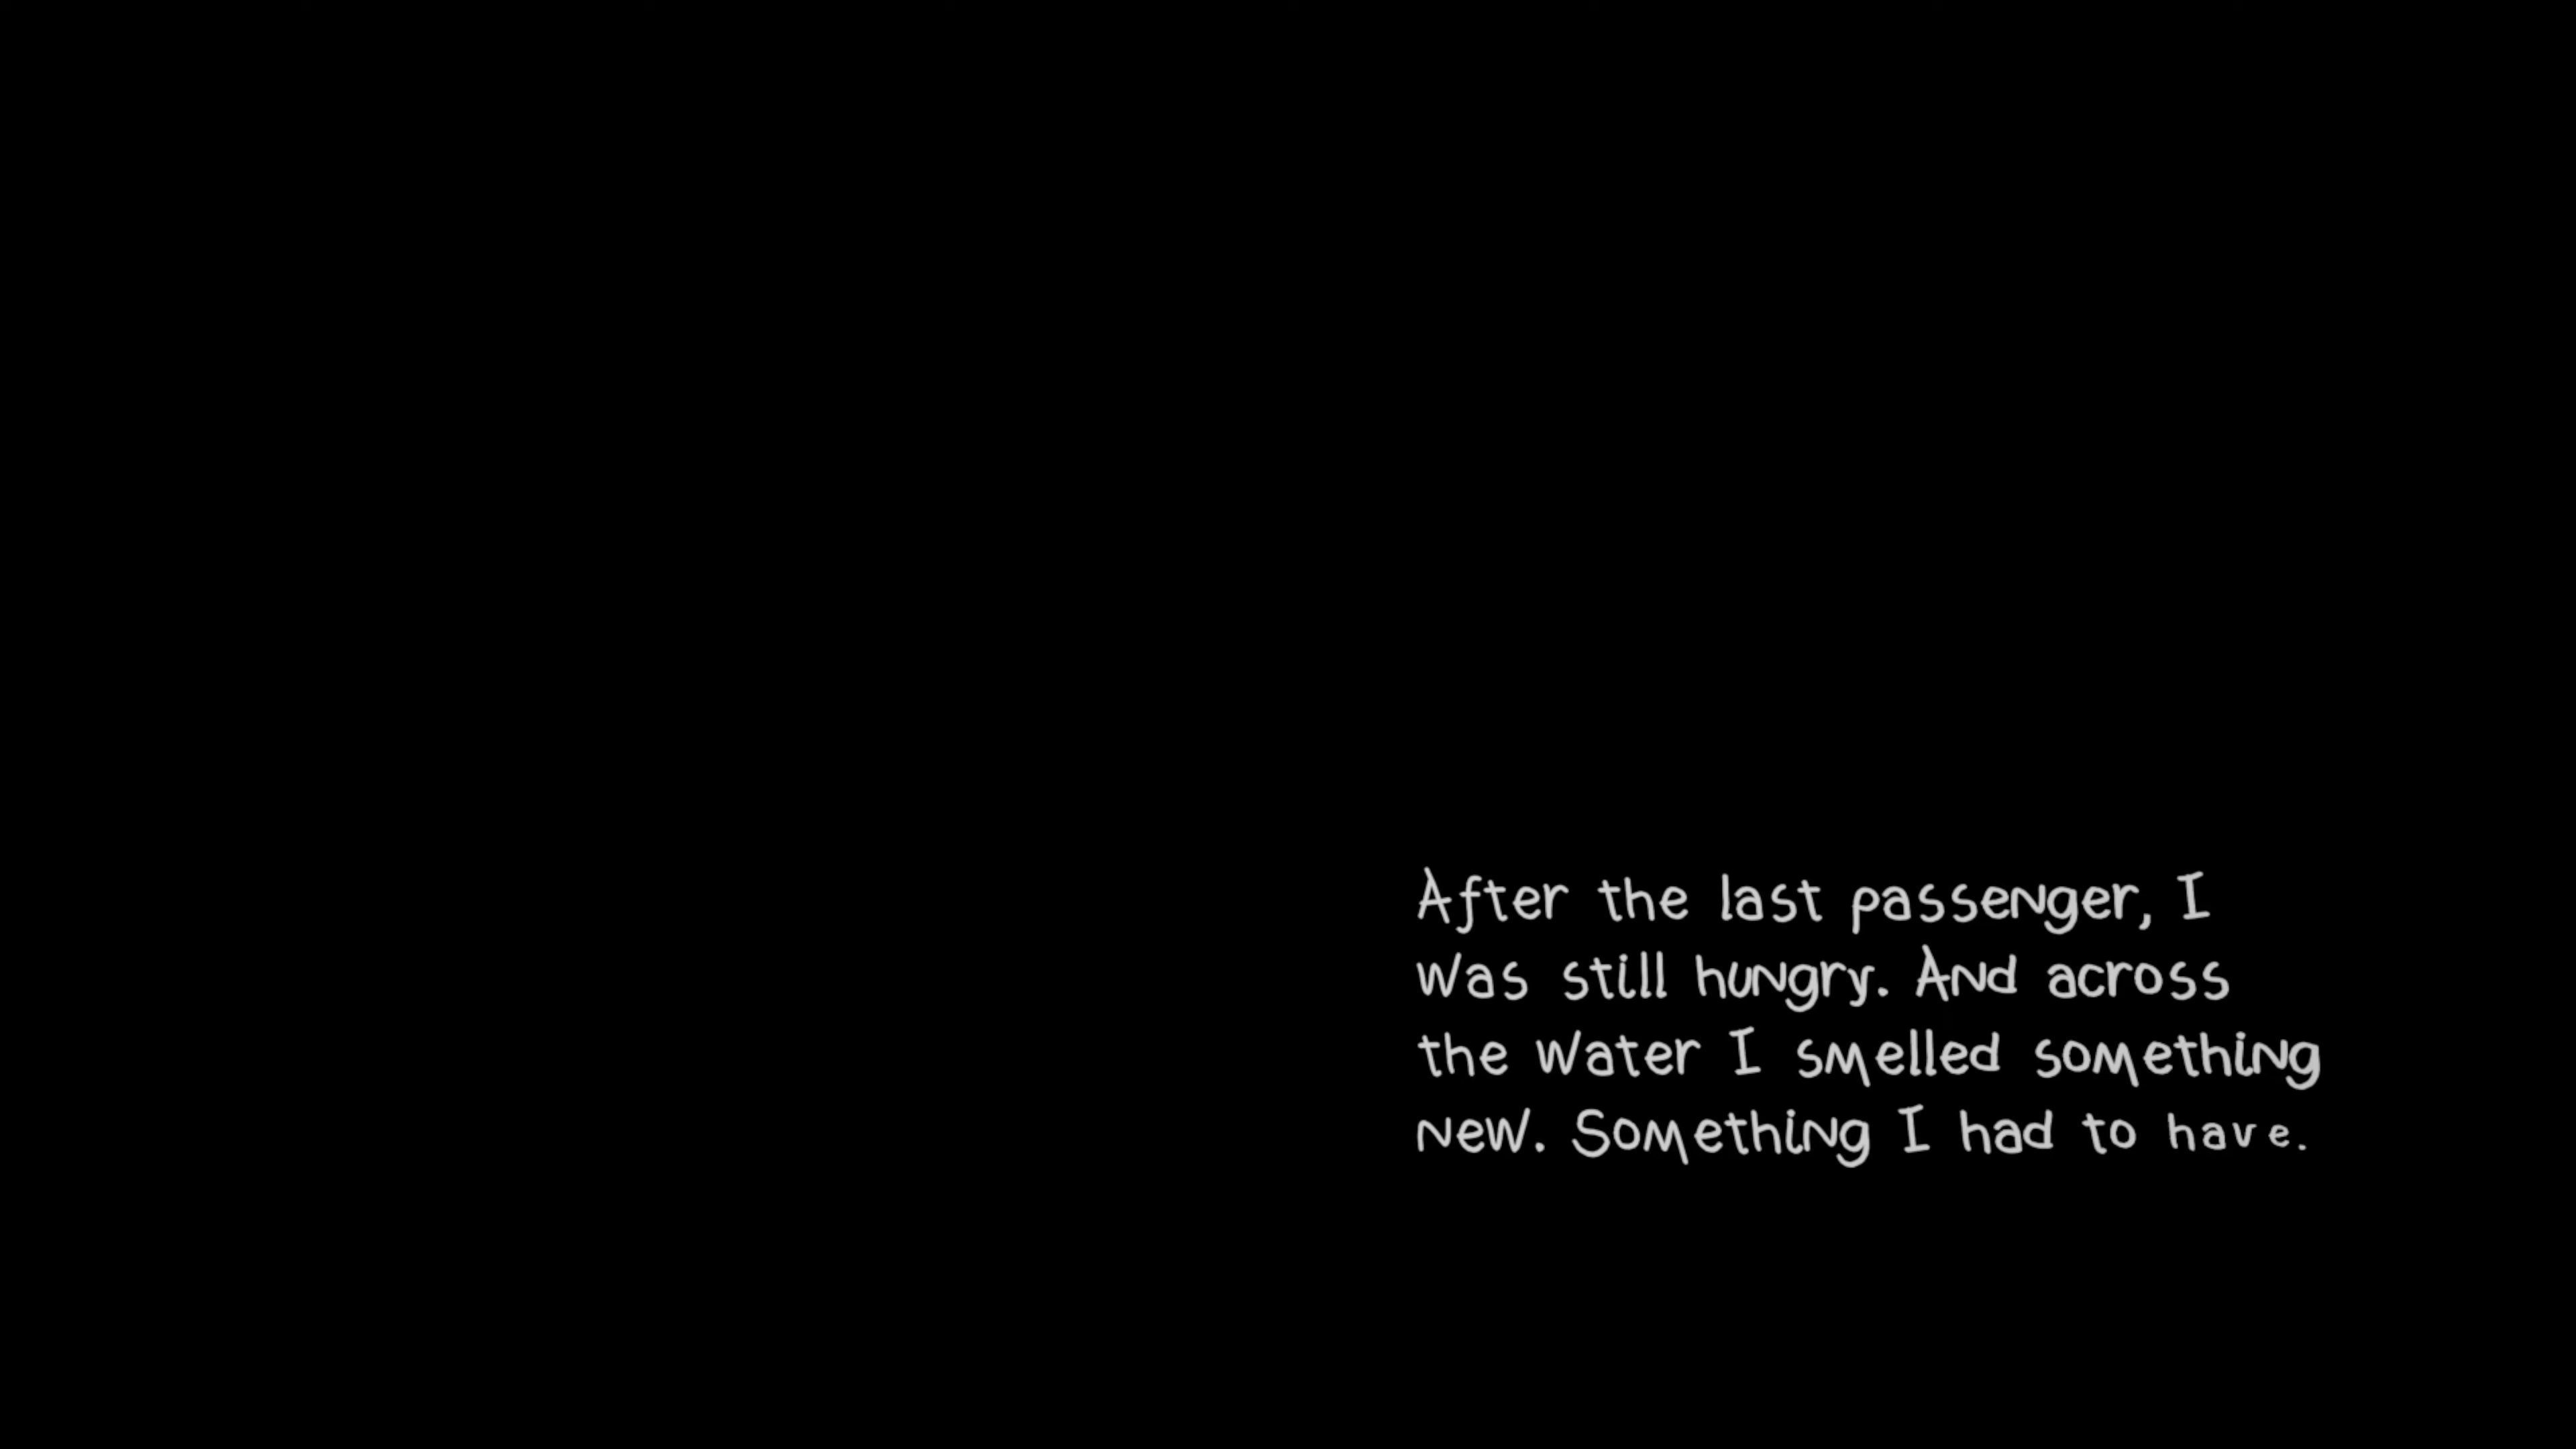 After the last passenger, I
was still hungry. And across
the water I smelled something
new. Something I had to have.